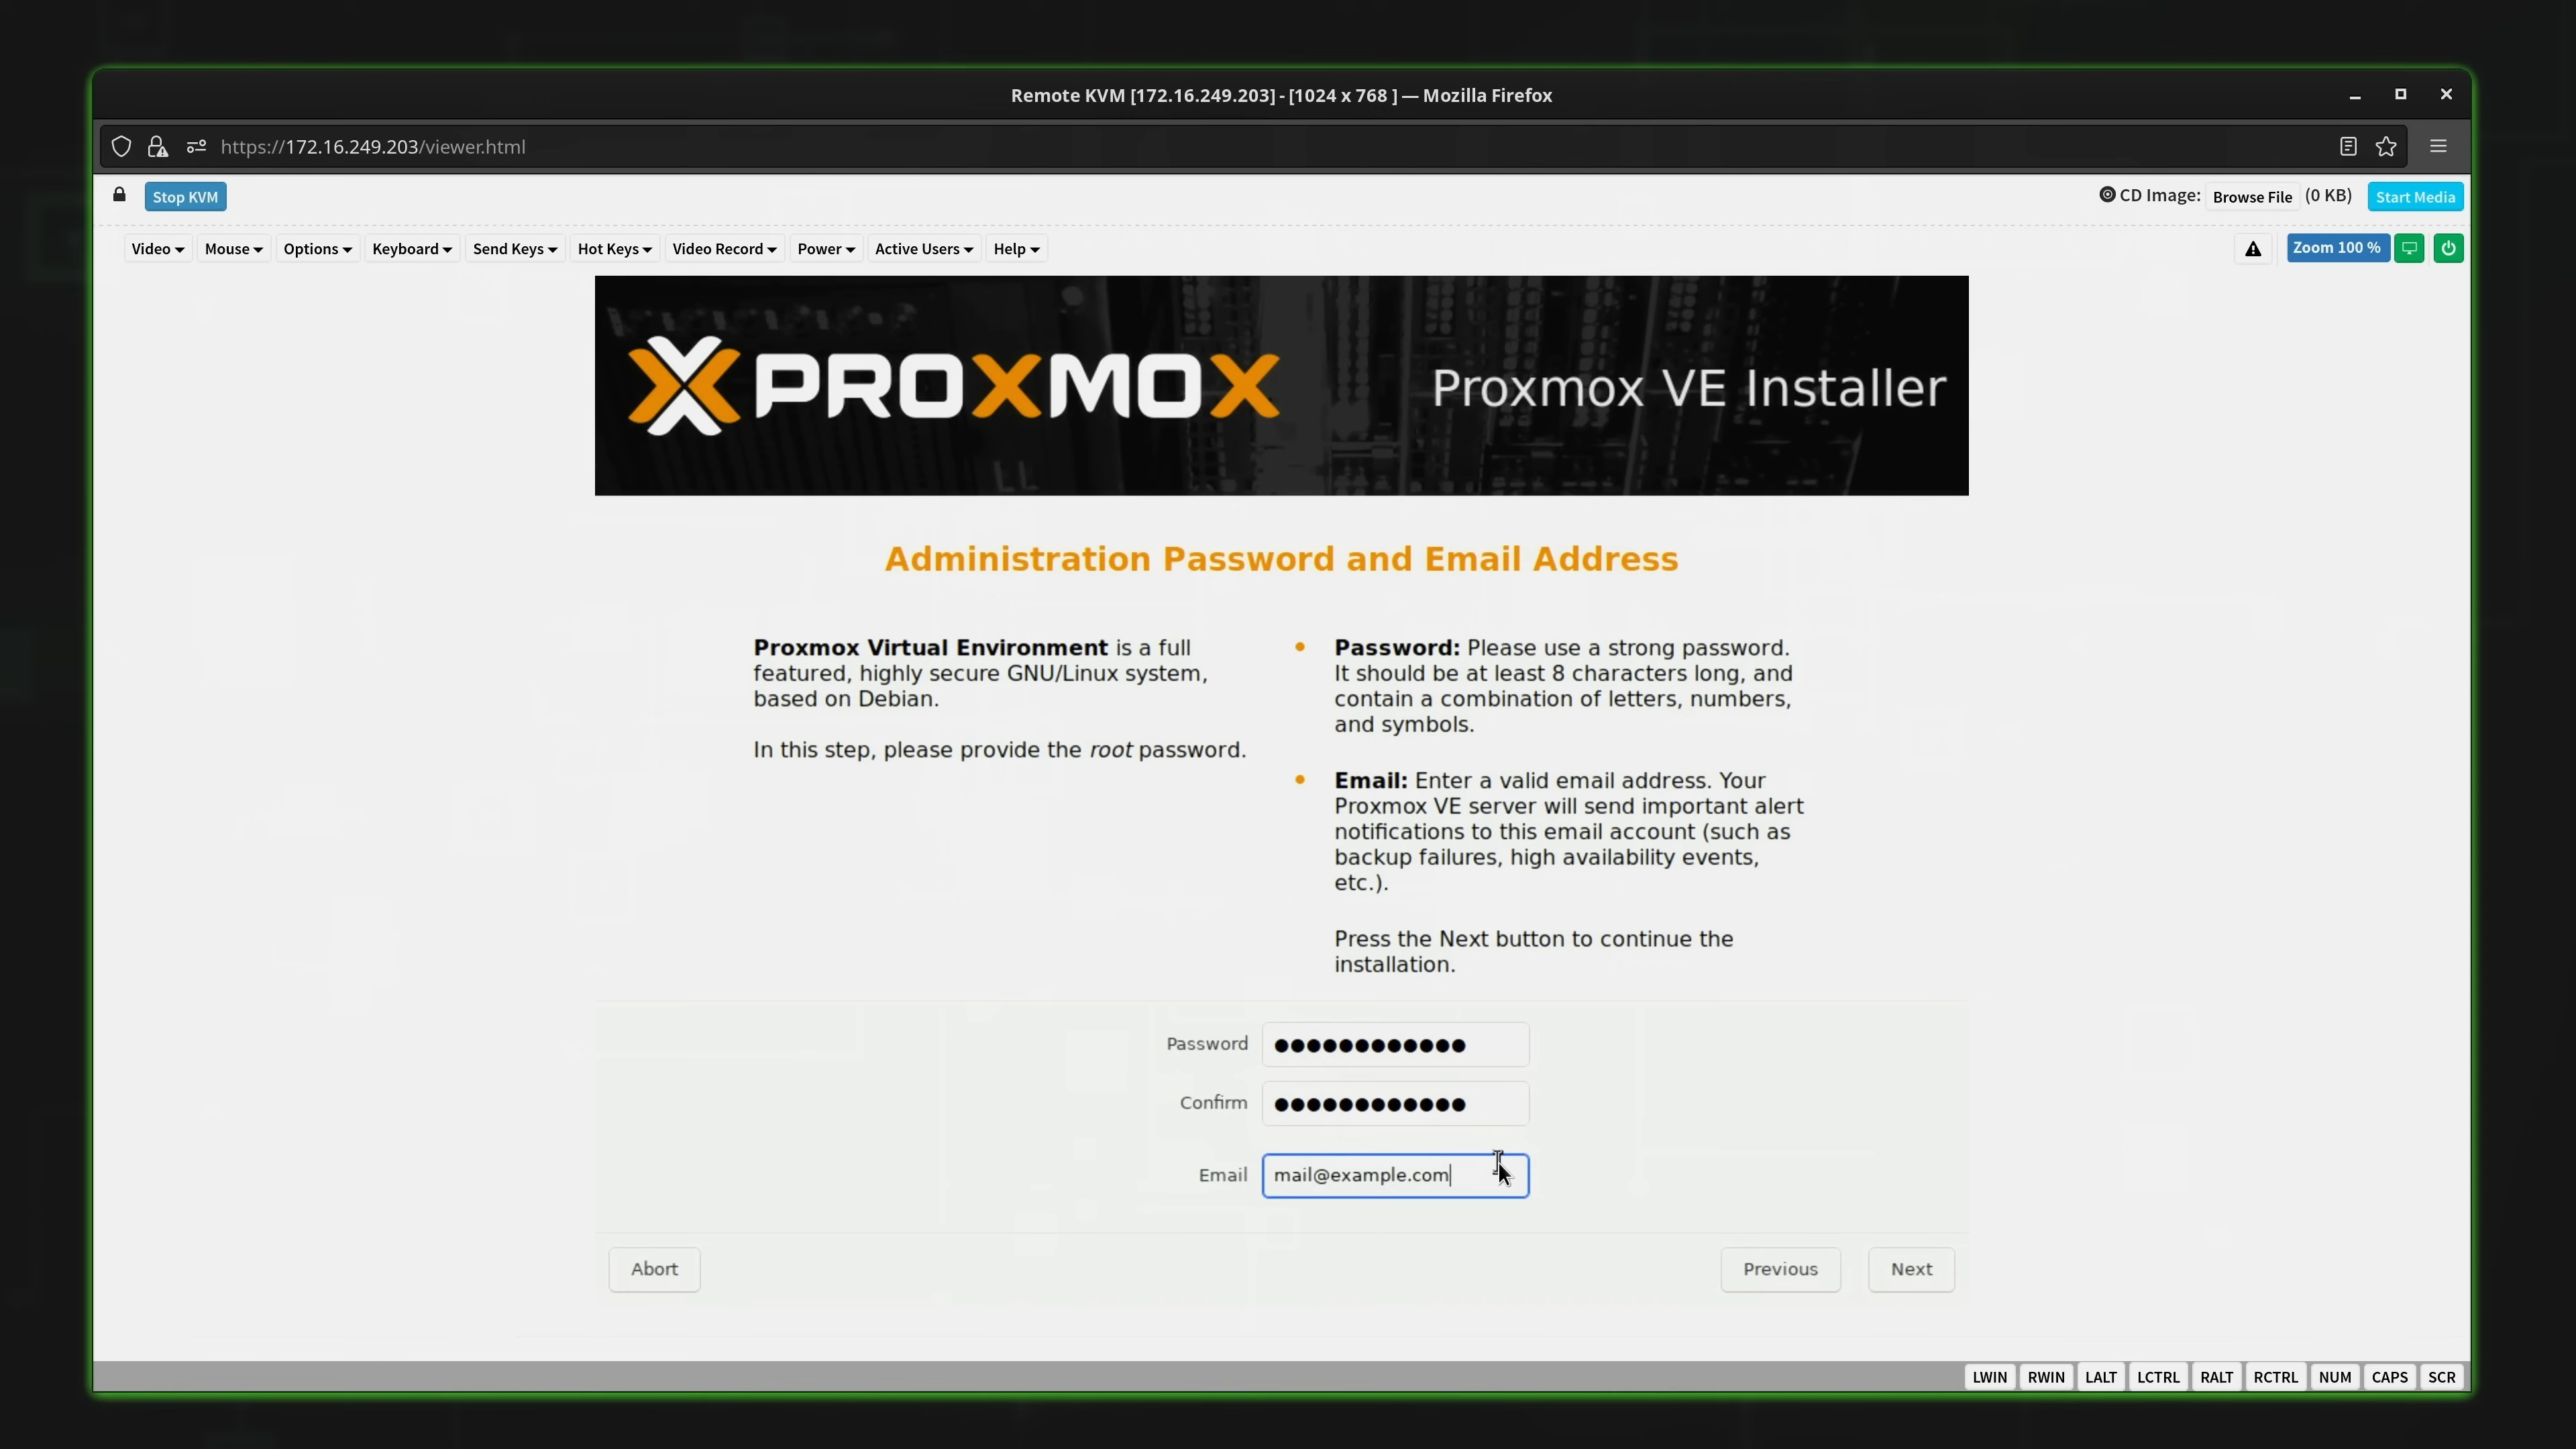 Remote KVM [172.16.249.203] - [1024 x 768 ] — Mozilla Firefox
https://172.16.249.203/viewer.html
Stop KVM
CD Image: Browse File (0 KB) Start Media
Video Mouse Options Keyboard Send Keys Hot Keys Video Record Power Active Users Help
Zoom 100 %
PROXMOX
Proxmox VE Installer
Administration Password and Email Address
Proxmox Virtual Environment is a full
featured, highly secure GNU/Linux system,
based on Debian.
In this step, please provide the root password.
Password: Please use a strong password.
It should be at least 8 characters long, and
contain a combination of letters, numbers,
and symbols.
Email: Enter a valid email address. Your
Proxmox VE server will send important alert
notifications to this email account (such as
backup failures, high availability events,
etc.).
Press the Next button to continue the
installation.
Password ●●●●●●●●●●●●
Confirm ●●●●●●●●●●●●
Email mail@example.com
Abort Previous Next
LWIN RWIN LALT LCTRL RALT RCTRL NUM CAPS SCR